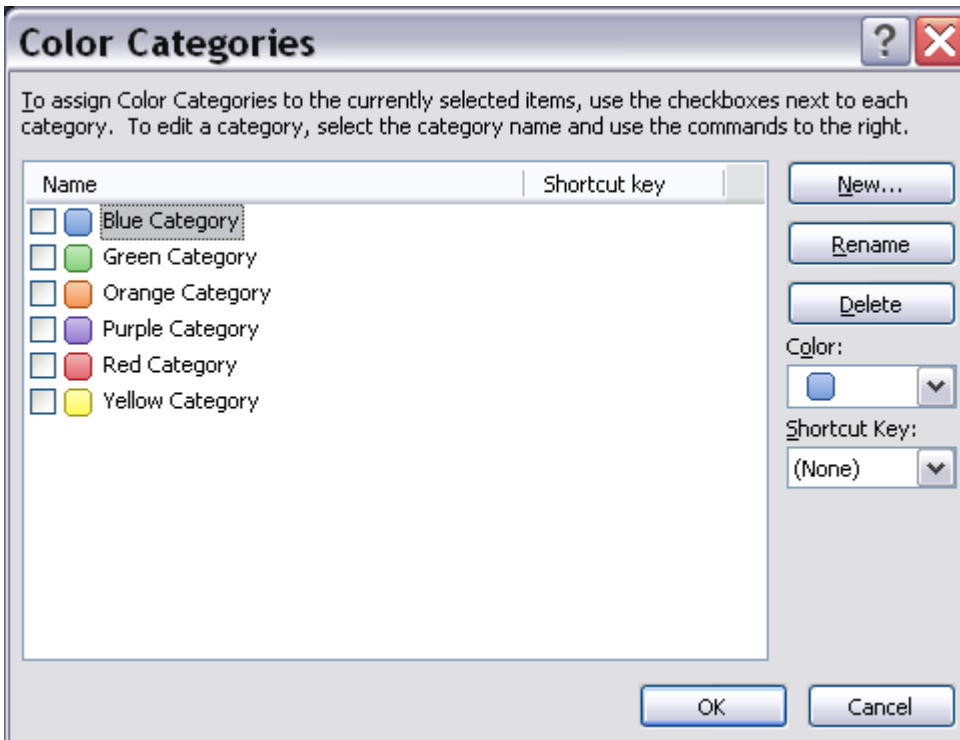 Color Categories
?
To assign Color Categories to the currently selected items, use the checkboxes next to each
category.  To edit a category, select the category name and use the commands to the right.
Name Shortcut key
Blue Category
Green Category
Orange Category
Purple Category
Red Category
Yellow Category
New...
Rename
Delete
Color:
Shortcut Key:
(None)
OK Cancel